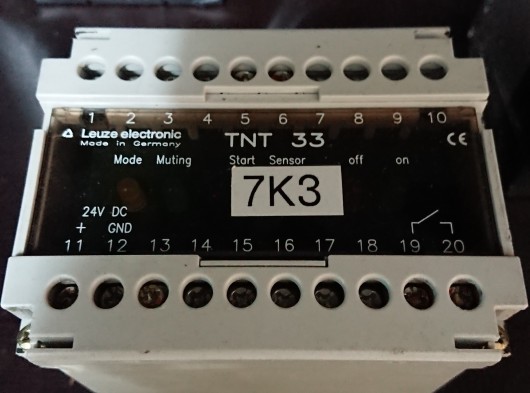 1 2 3 4 5 6 7 8 9 10
Leuze electronic TNT 33 CE
Made in Germany
Mode Muting Start Sensor off on
7K3
24V DC
+ GND
11 12 13 14 15 16 17 18 19 20